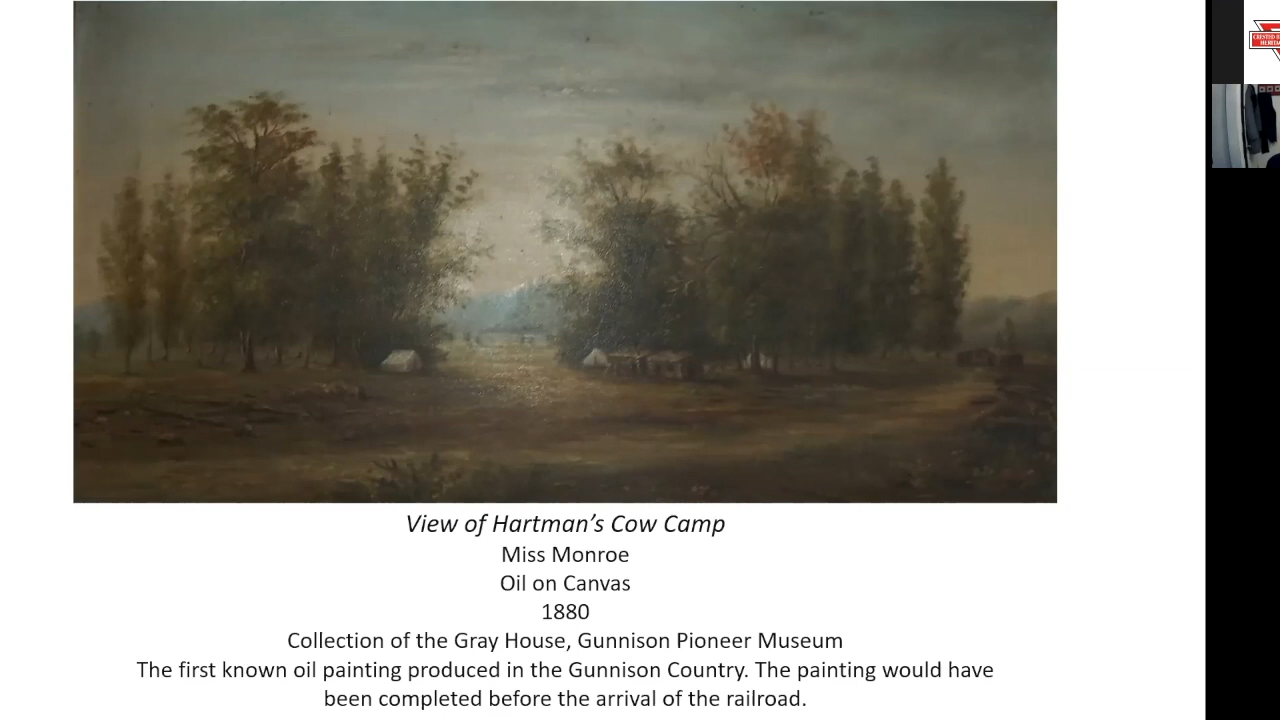 View of Hartman's Cow Camp
Miss Monroe
Oil on Canvas
1880
Collection of the Gray House, Gunnison Pioneer Museum
The first known oil painting produced in the Gunnison Country. The painting would have
been completed before the arrival of the railroad.
CRESTED